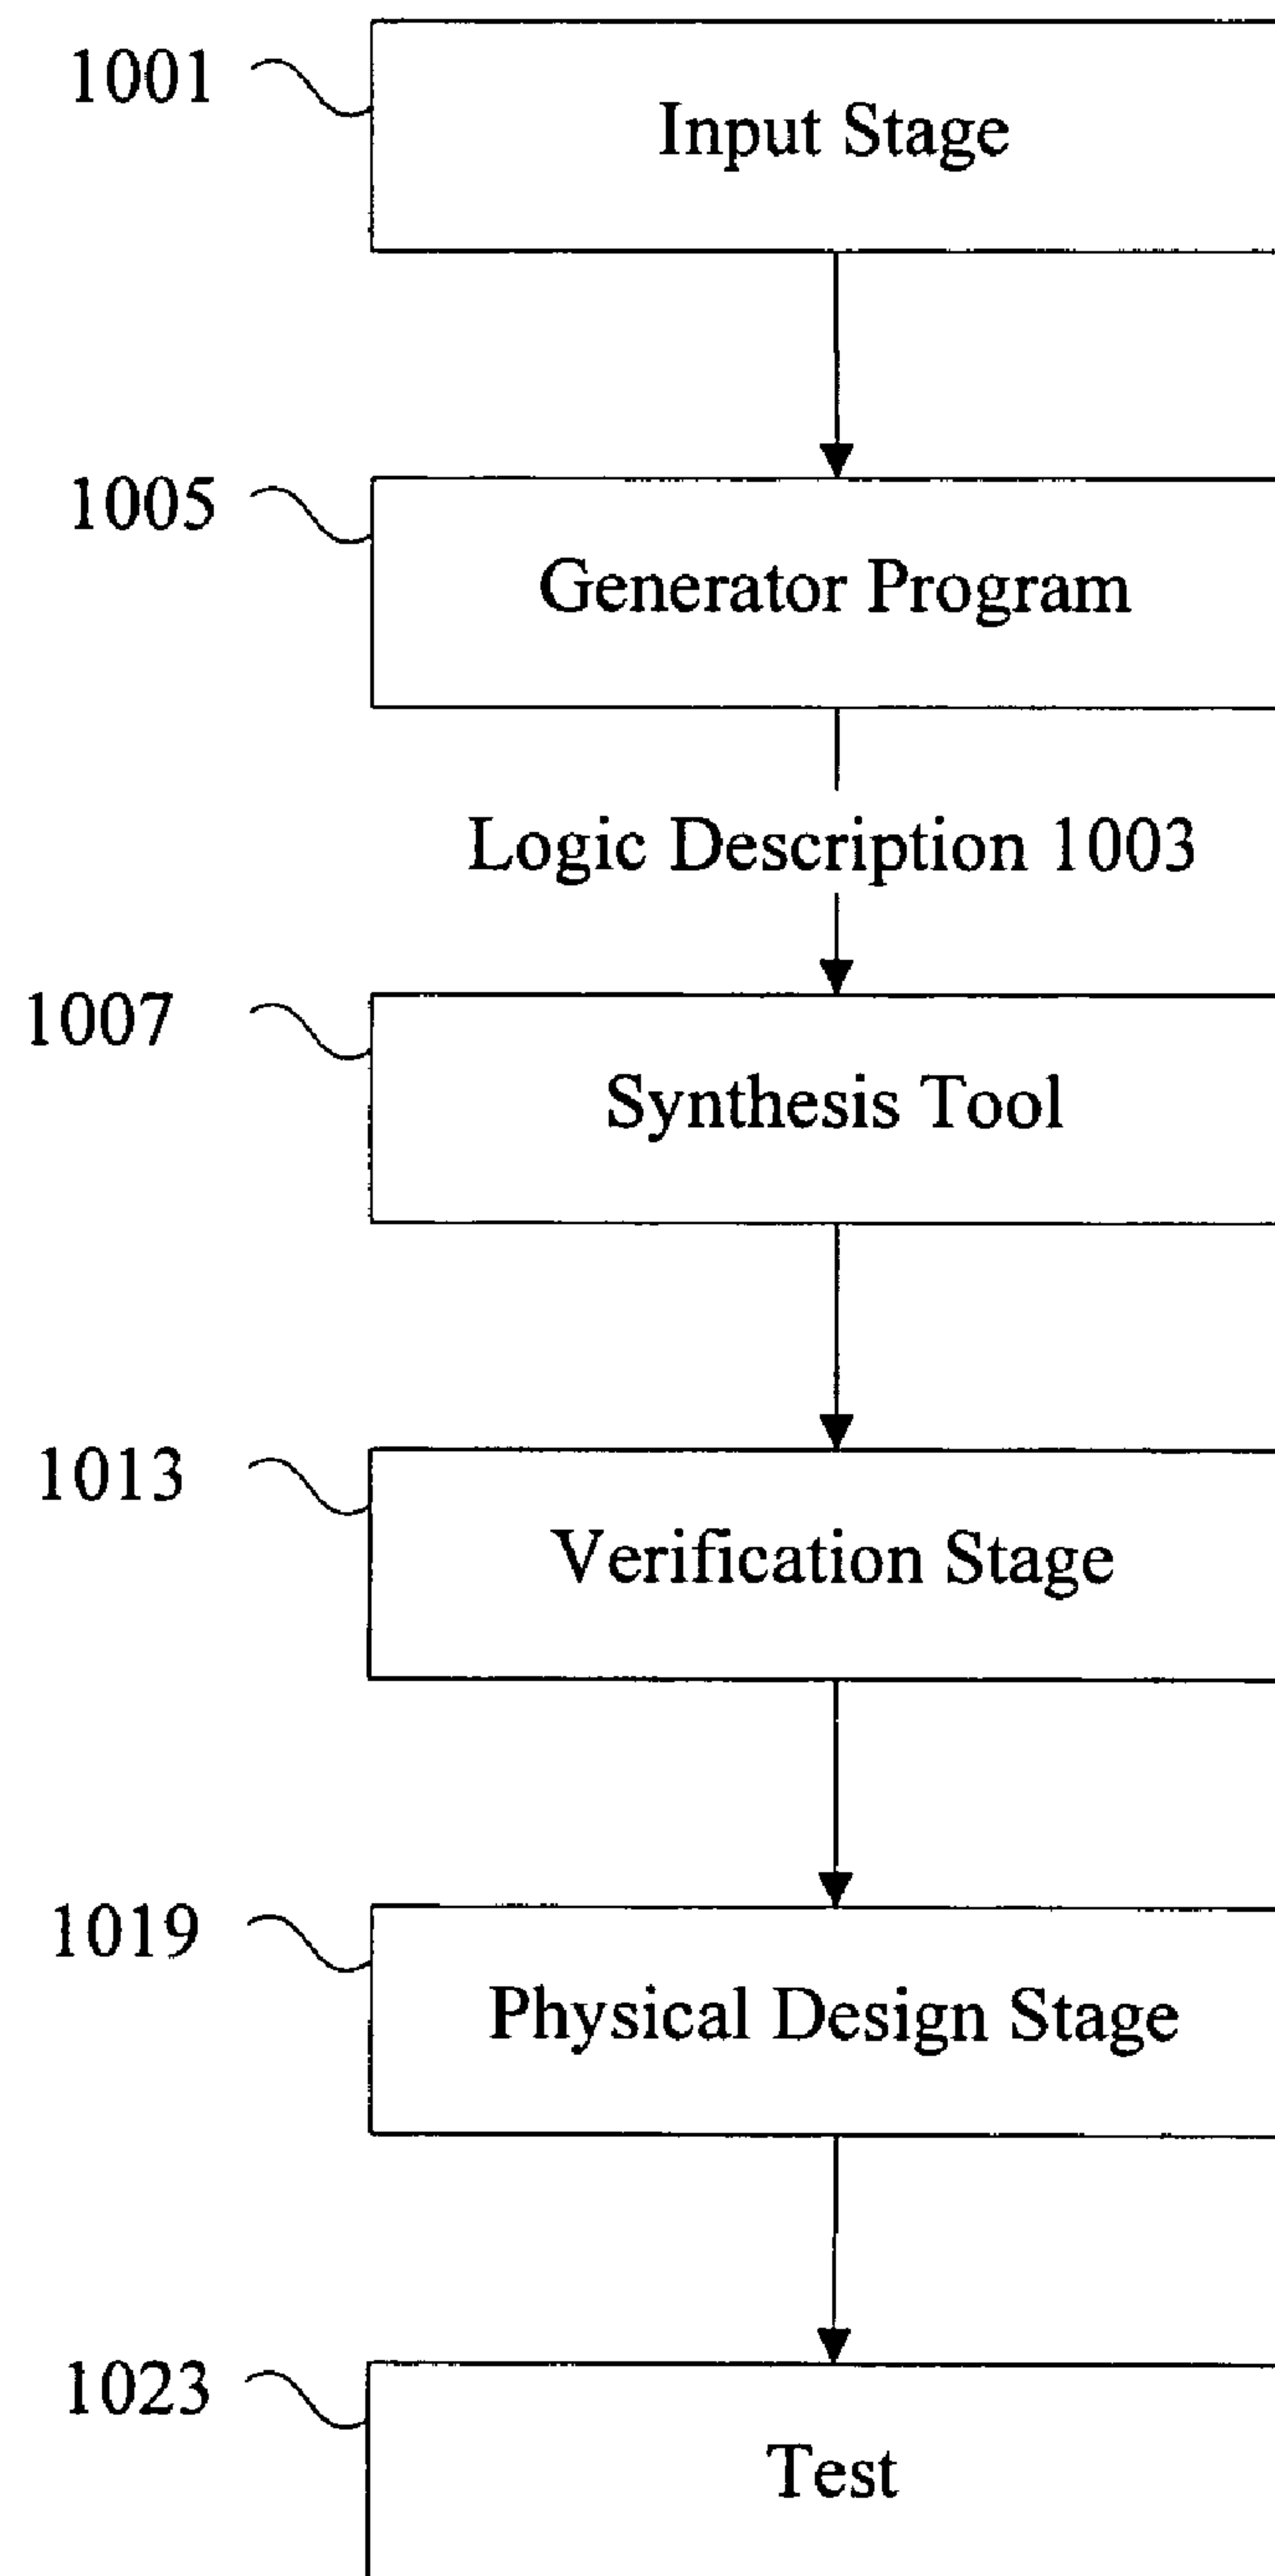 1001
Input Stage
1005
Generator Program
Logic Description 1003
1007
Synthesis Tool
1013
Verification Stage
1019
Physical Design Stage
1023
Test